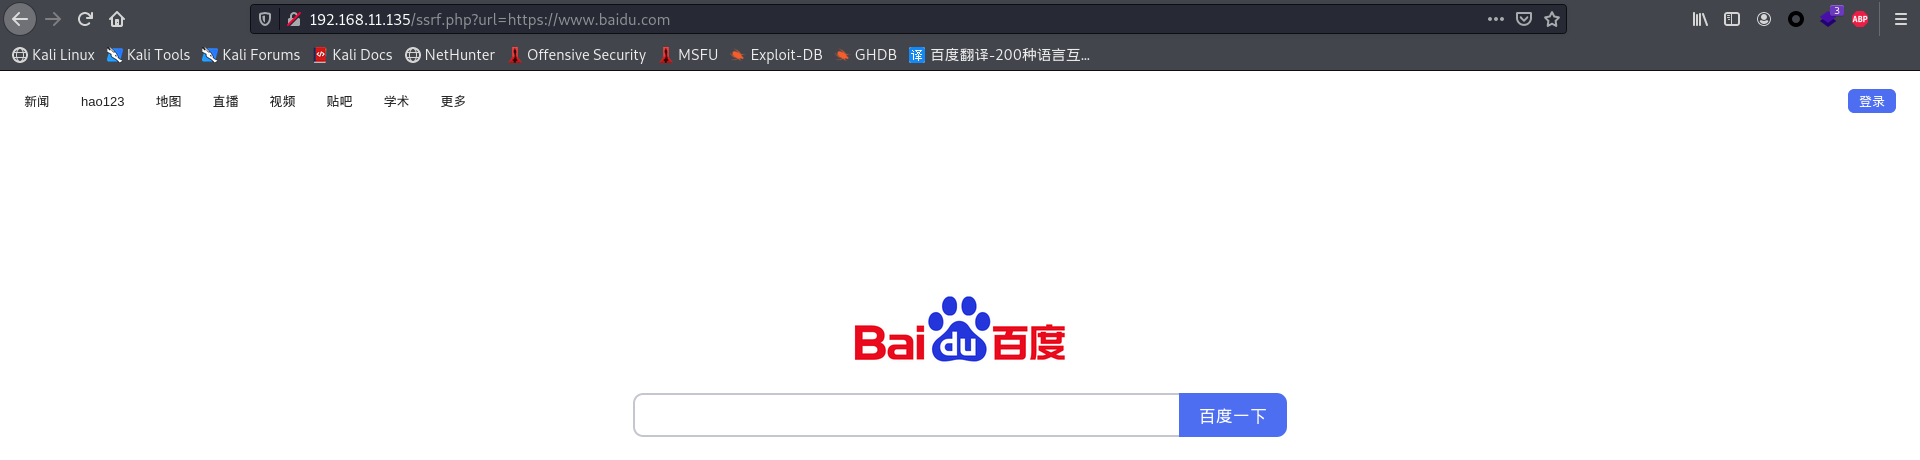 192.168.11.135/ssrf.php?url=https://www.baidu.com
3
ABP
Kali Linux Kali Tools Kali Forums Kali Docs NetHunter Offensive Security MSFU Exploit-DB GHDB 译 百度翻译-200种语言互...
新闻 hao123 地图 直播 视频 贴吧 学术 更多 登录
Bai du 百度
百度一下